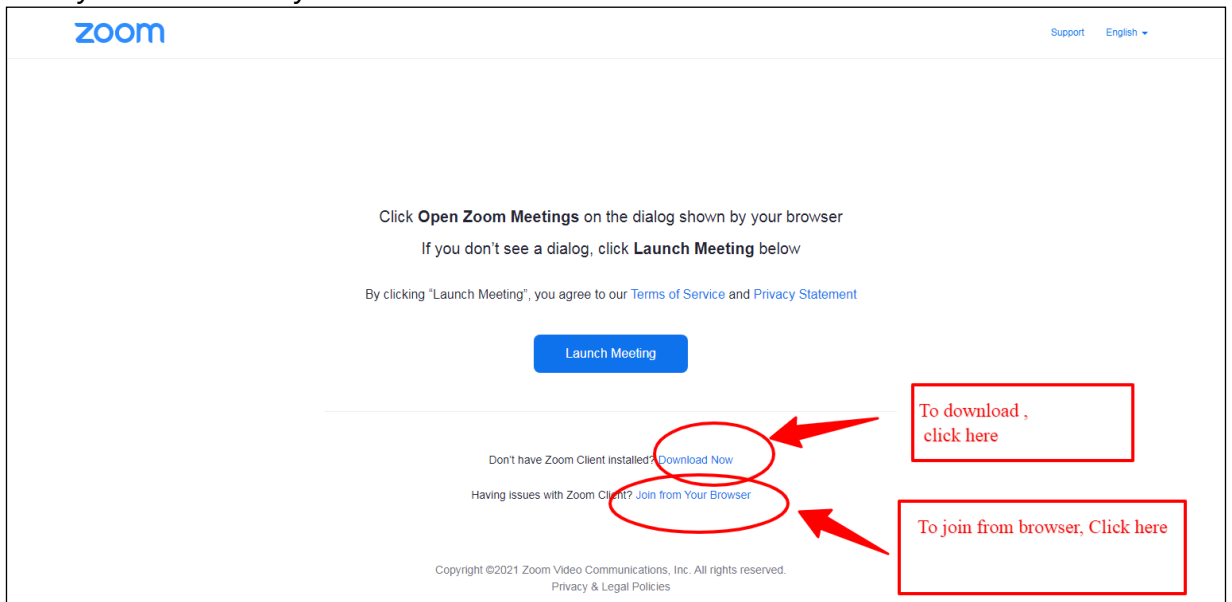 zoom
Support English
Click Open Zoom Meetings on the dialog shown by your browser
If you don't see a dialog, click Launch Meeting below
By clicking “Launch Meeting”, you agree to our Terms of Service and Privacy Statement
Launch Meeting
To download ,
click here
Don't have Zoom Client installed? Download Now
Having issues with Zoom Client? Join from Your Browser
To join from browser, Click here
Copyright ©2021 Zoom Video Communications, Inc. All rights reserved.
Privacy & Legal Policies